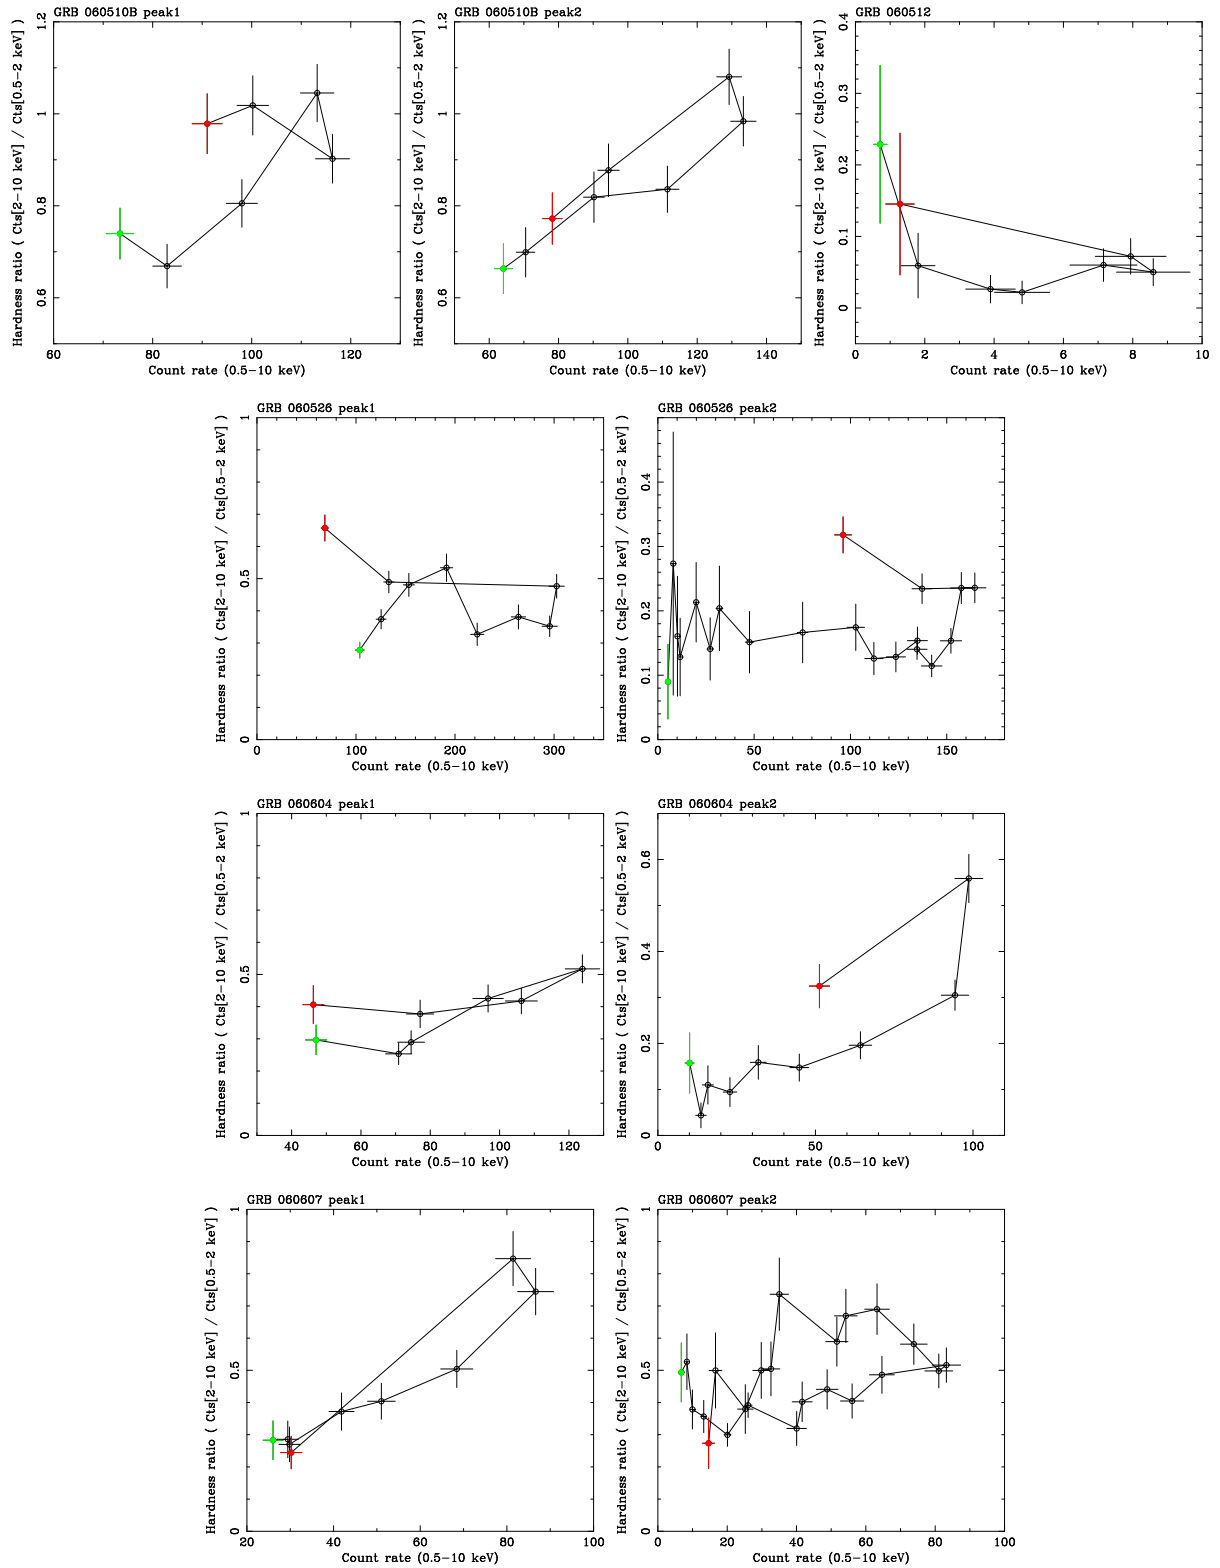 GRB 060510B peak1
Hardness ratio ( Cts[2−10 keV] / Cts[0.5−2 keV] )
1.2
1
0.8
0.6
60 80 100 120
Count rate (0.5−10 keV)
GRB 060510B peak2
Hardness ratio ( Cts[2−10 keV] / Cts[0.5−2 keV] )
1.2
1
0.8
0.6
60 80 100 120 140
Count rate (0.5−10 keV)
GRB 060512
Hardness ratio ( Cts[2−10 keV] / Cts[0.5−2 keV] )
0.4
0.3
0.2
0.1
0
0 2 4 6 8 10
Count rate (0.5−10 keV)
GRB 060526 peak1
Hardness ratio ( Cts[2−10 keV] / Cts[0.5−2 keV] )
1
0.5
0
0 100 200 300
Count rate (0.5−10 keV)
GRB 060526 peak2
Hardness ratio ( Cts[2−10 keV] / Cts[0.5−2 keV] )
0.4
0.3
0.2
0.1
0
0 50 100 150
Count rate (0.5−10 keV)
GRB 060604 peak1
Hardness ratio ( Cts[2−10 keV] / Cts[0.5−2 keV] )
1
0.5
0
40 60 80 100 120
Count rate (0.5−10 keV)
GRB 060604 peak2
Hardness ratio ( Cts[2−10 keV] / Cts[0.5−2 keV] )
0.6
0.4
0.2
0
0 50 100
Count rate (0.5−10 keV)
GRB 060607 peak1
Hardness ratio ( Cts[2−10 keV] / Cts[0.5−2 keV] )
1
0.5
0
20 40 60 80 100
Count rate (0.5−10 keV)
GRB 060607 peak2
Hardness ratio ( Cts[2−10 keV] / Cts[0.5−2 keV] )
1
0.5
0
0 20 40 60 80 100
Count rate (0.5−10 keV)